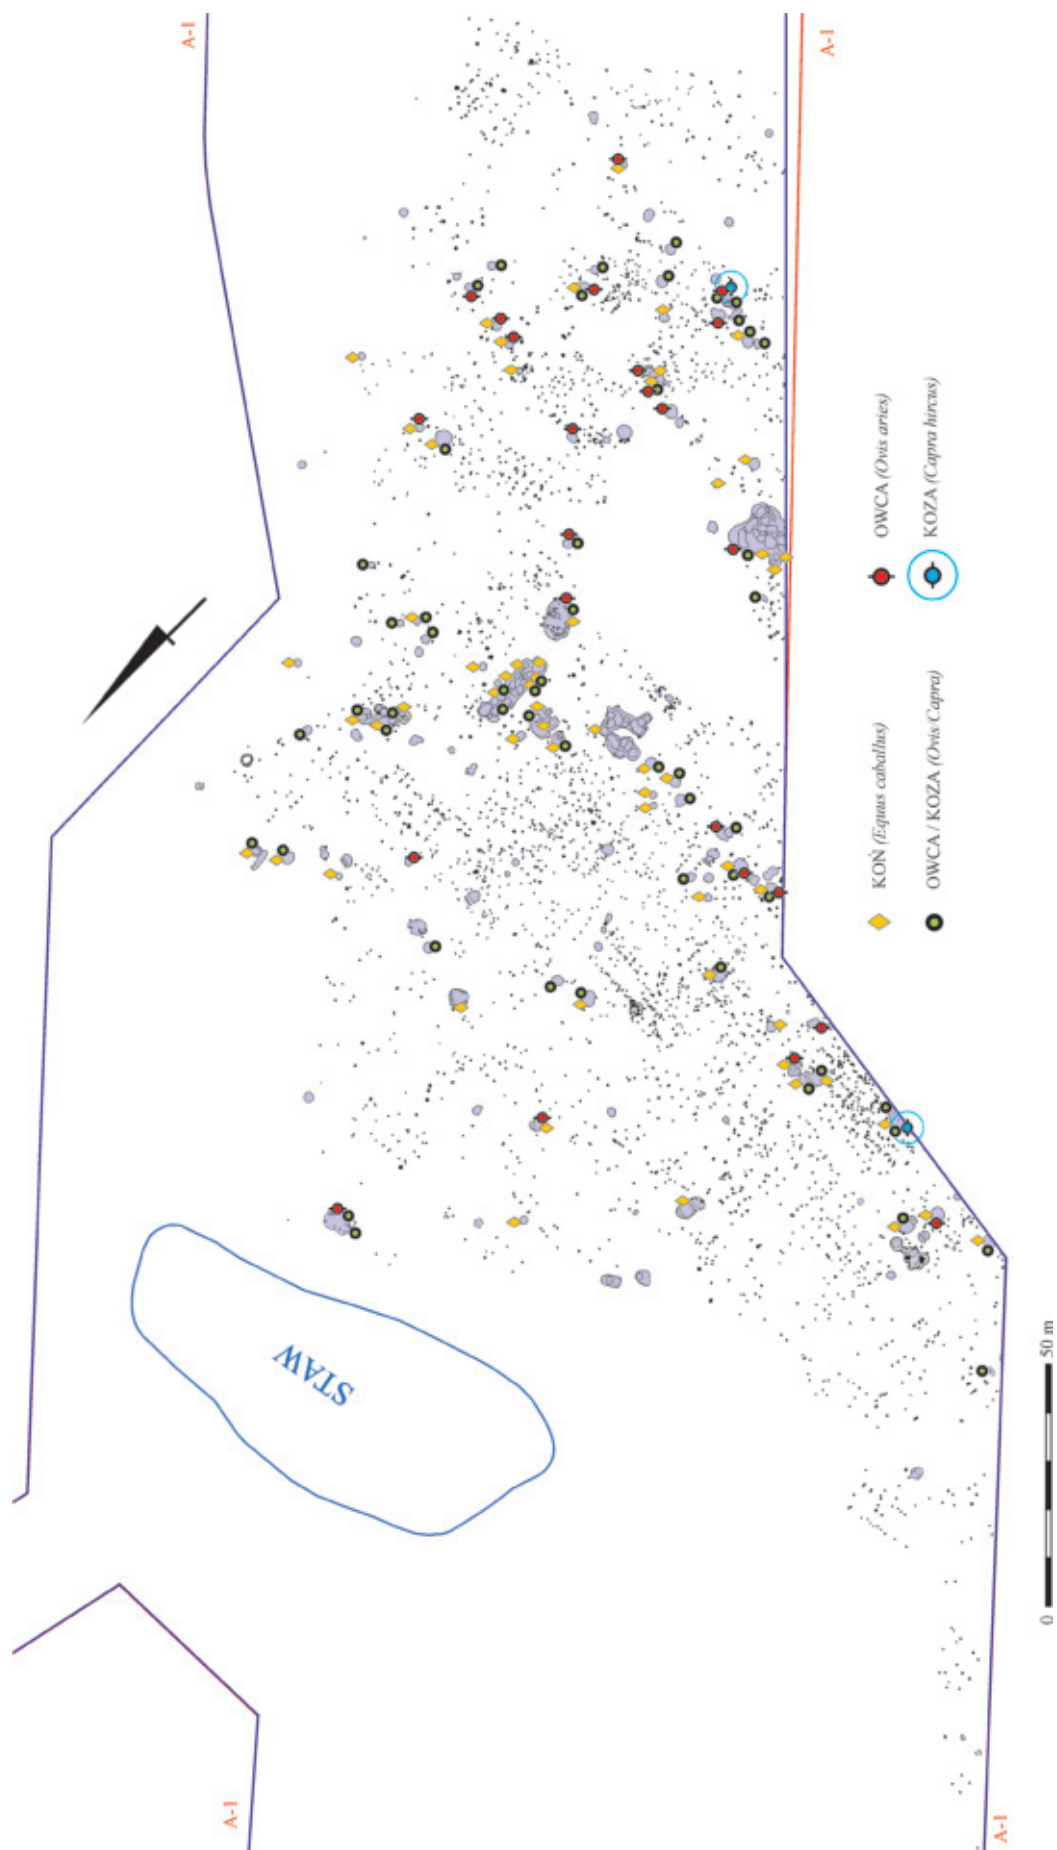 A-1
A-1
KOŃ (Equus caballus)
OWCA (Ovis aries)
OWCA / KOZA (Ovis Capra)
KOZA (Capra hircus)
STAW
0 50 m
A-1
A-1